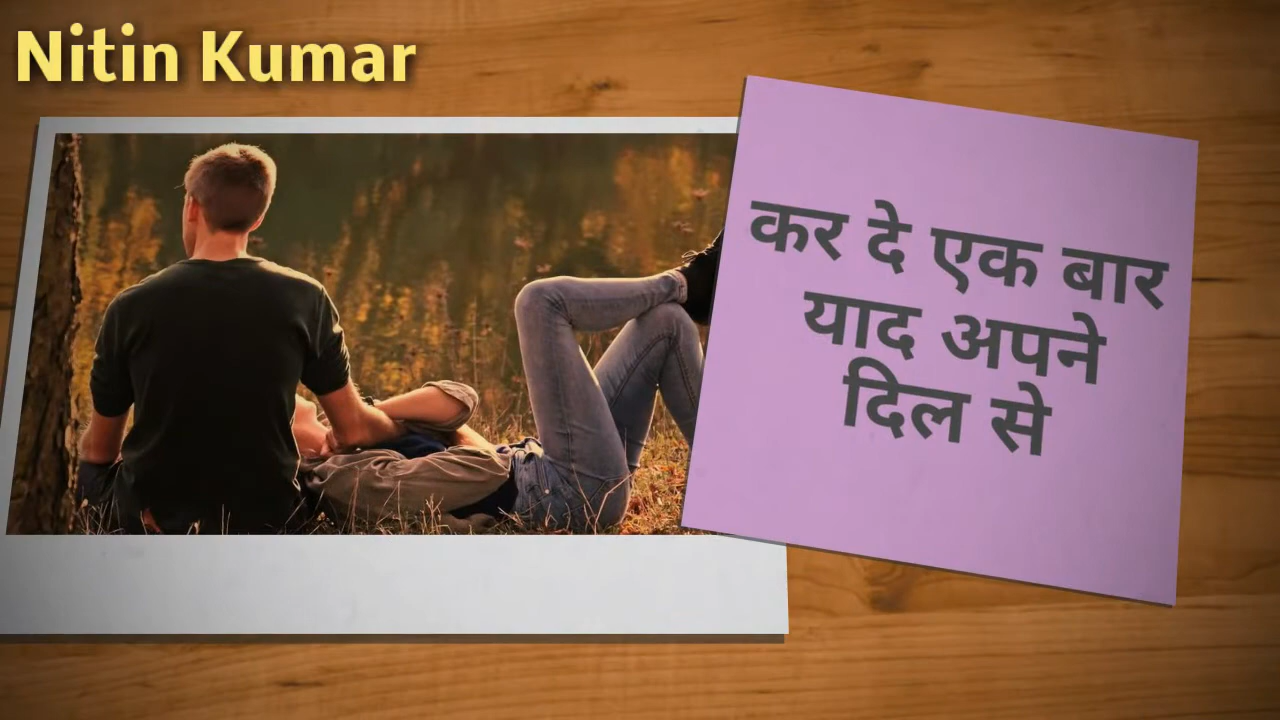 Nitin Kumar
कर दे एक बार
याद अपने
दिल से